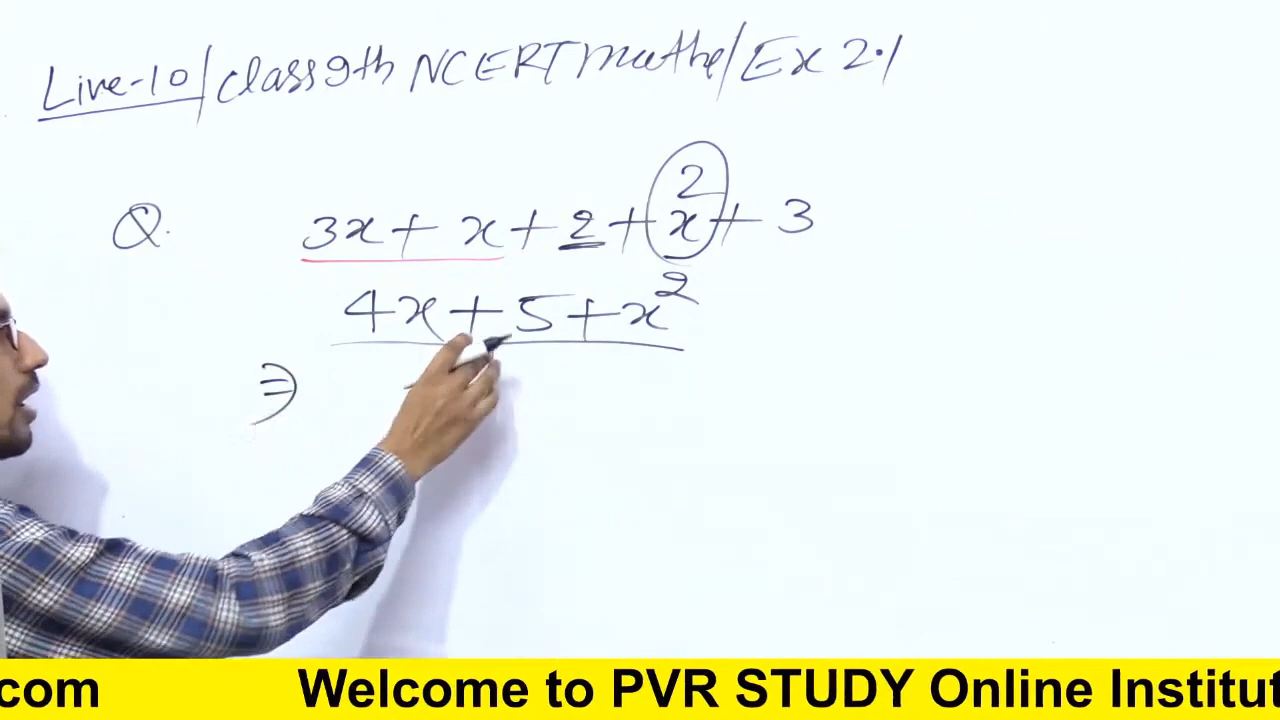 Live-10/class 9th NCERT maths/Ex 2.1
Q. 3x + x + 2 + x² + 3
4x + 5 + x²
⇒
.com Welcome to PVR STUDY Online Institut